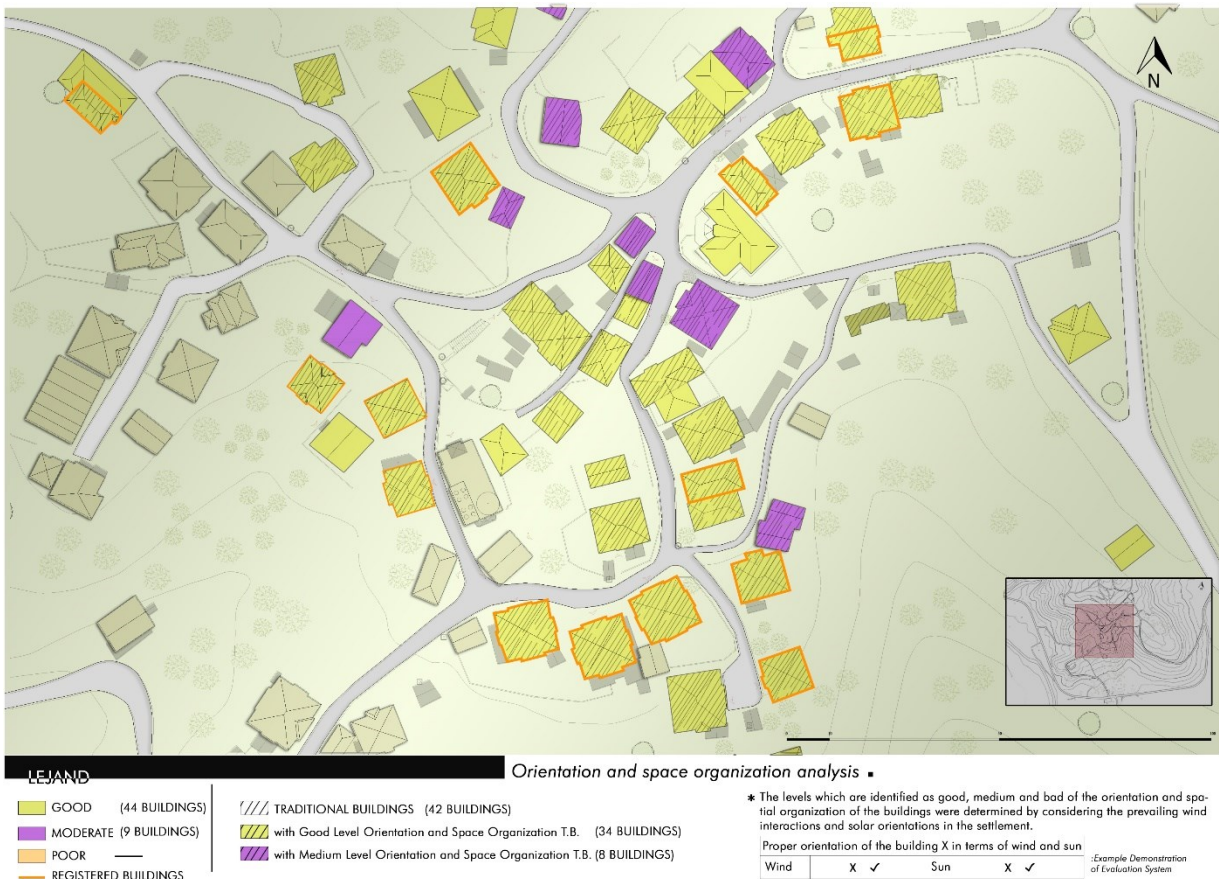 N
LEJAND
GOOD (44 BUILDINGS)
MODERATE (9 BUILDINGS)
POOR —
REGISTERED BUILDINGS
TRADITIONAL BUILDINGS (42 BUILDINGS)
with Good Level Orientation and Space Organization T.B. (34 BUILDINGS)
with Medium Level Orientation and Space Organization T.B. (8 BUILDINGS)
Orientation and space organization analysis
* The levels which are identified as good, medium and bad of the orientation and spa-
tial organization of the buildings were determined by considering the prevailing wind
interactions and solar orientations in the settlement.
Proper orientation of the building X in terms of wind and sun
Wind X ✓ Sun X ✓
:Example Demonstration
of Evaluation System